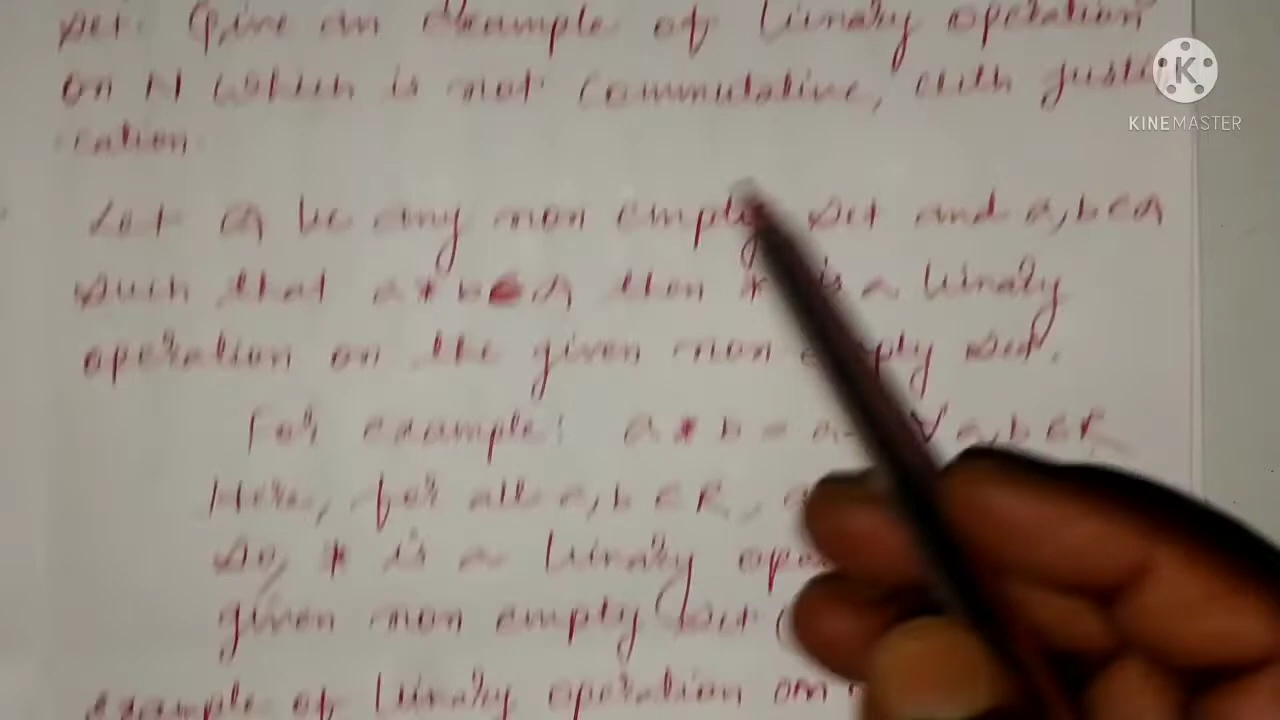 set. Give an example of binary operation
on N which is not commutative, with justifi
-cation.
Let A be any non empty set and a, b ∈ A
such that a * b ∈ A then * is a binary
operation on the given non empty set.
For example: a * b = a- ∀ a, b ∈ R
Here, for all a, b ∈ R,
So, * is a binary
given non empty set (
example of binary operation on
KINEMASTER